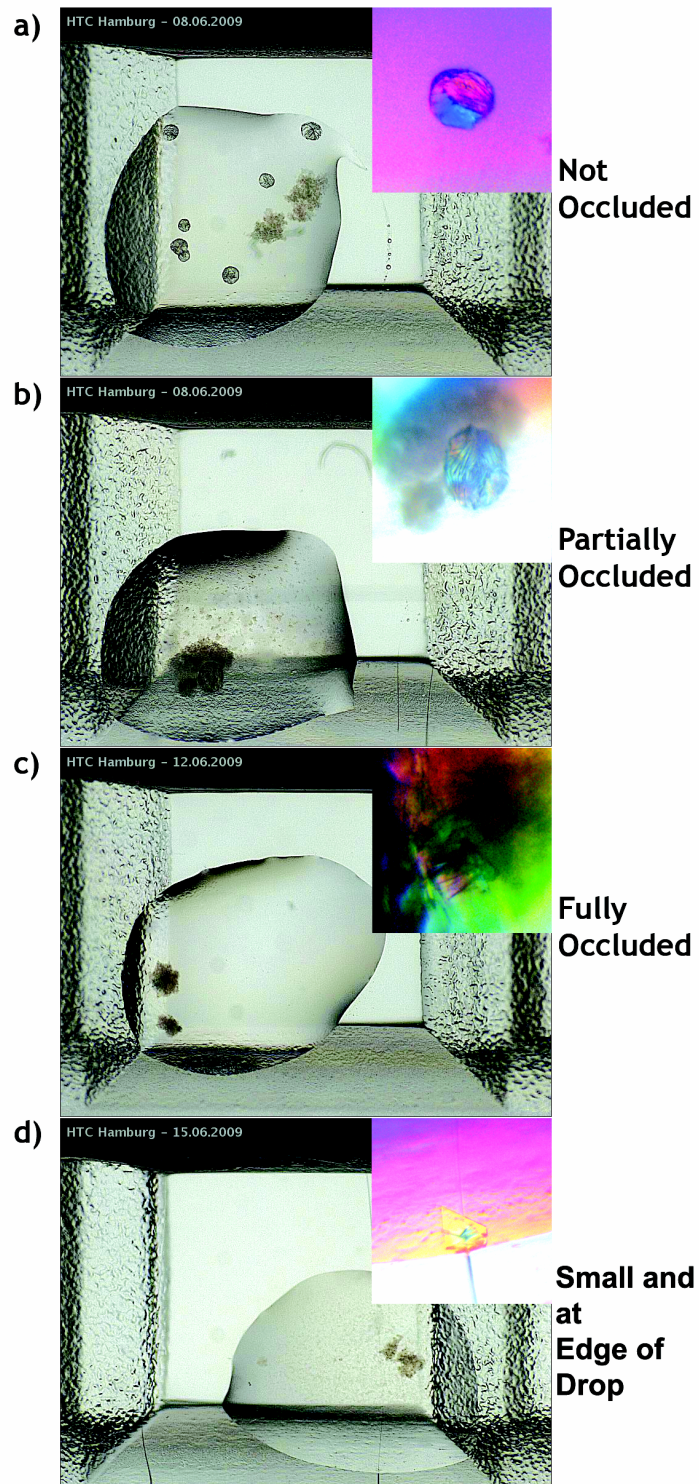 a)
HTC Hamburg - 08.06.2009
Not
Occluded
b)
HTC Hamburg - 08.06.2009
Partially
Occluded
c)
HTC Hamburg - 12.06.2009
Fully
Occluded
d)
HTC Hamburg - 15.06.2009
Small and
at
Edge of
Drop